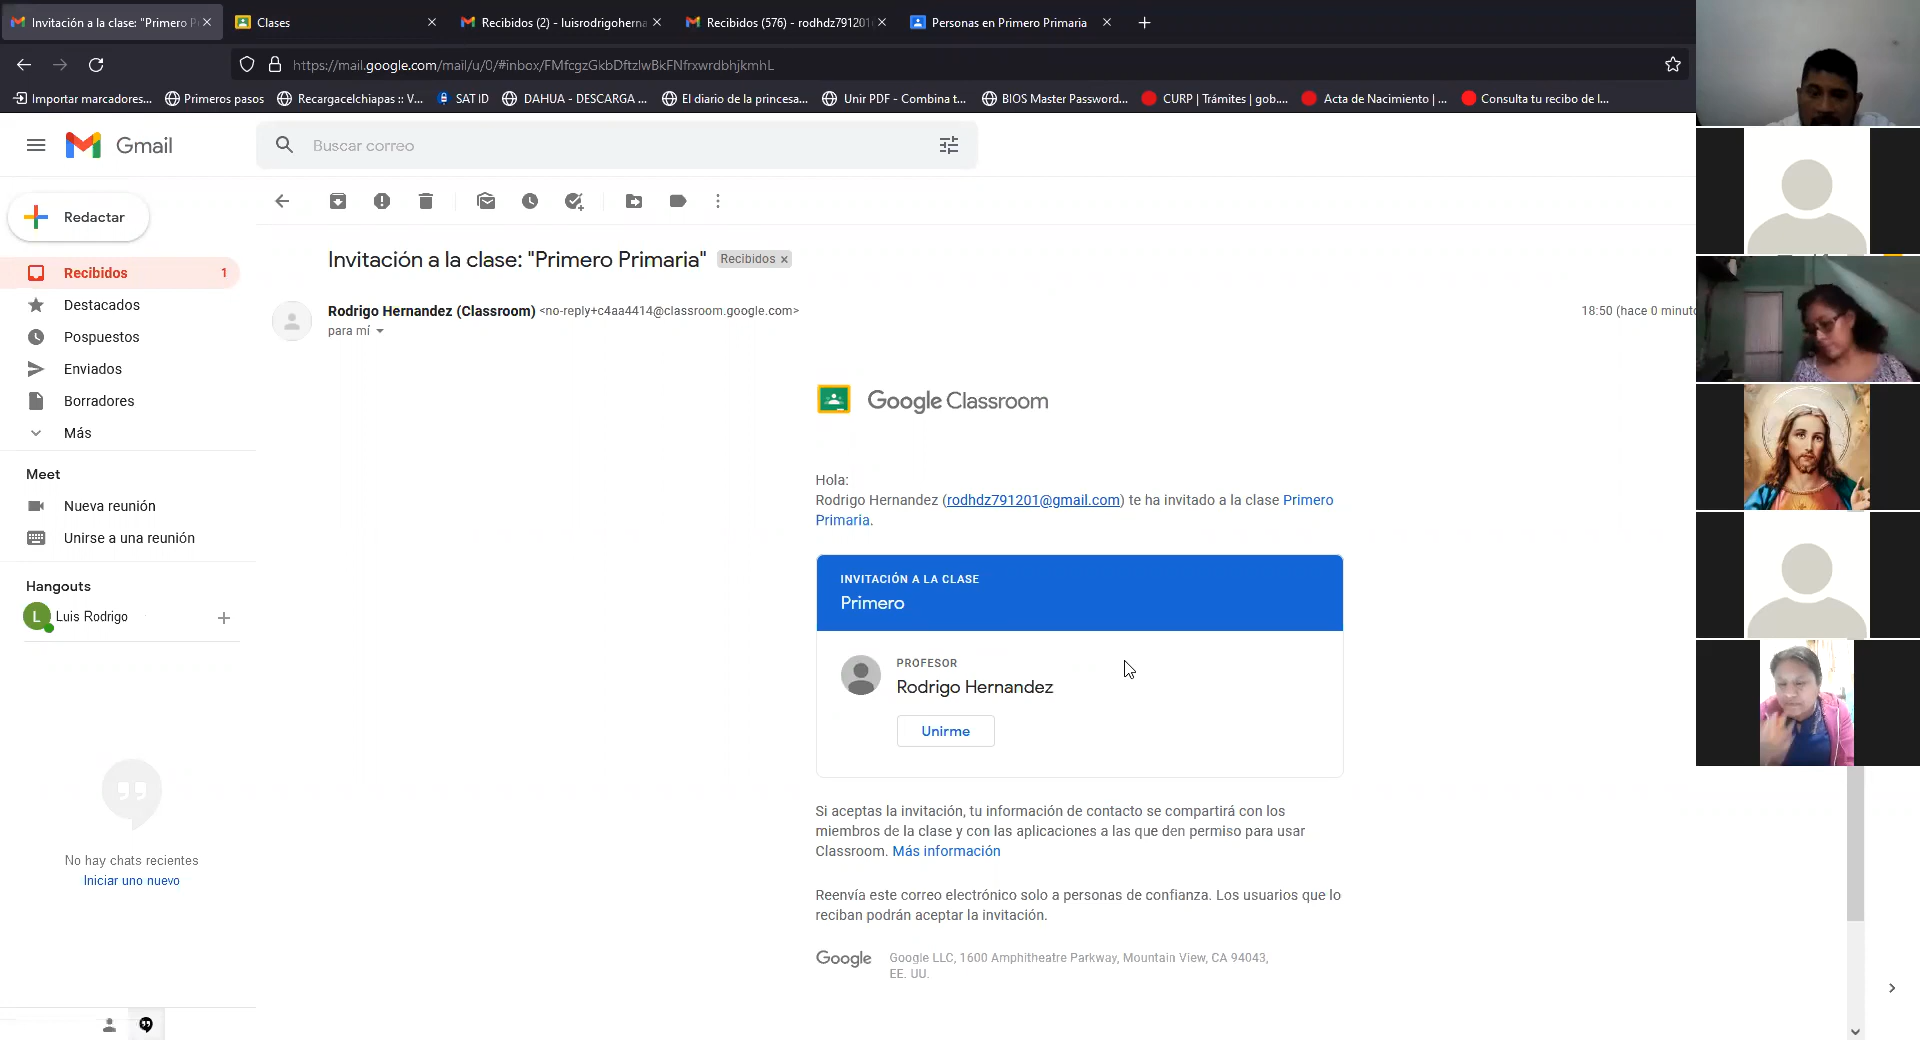 Invitación a la clase: "Primero P
Clases
Recibidos (2) - luisrodrigoherna
Recibidos (576) - rodhdz791201
Personas en Primero Primaria
https://mail.google.com/mail/u/0/#inbox/FMfcgzGkbDftzlwBkFNfrxwrdbhjkmhL
Importar marcadores...
Primeros pasos
Recargacelchiapas :: V...
SAT ID
DAHUA - DESCARGA ...
El diario de la princesa...
Unir PDF - Combina t...
BIOS Master Password...
CURP | Trámites | gob....
Acta de Nacimiento | ...
Consulta tu recibo de l...
Gmail
Buscar correo
Redactar
Recibidos 1
Destacados
Pospuestos
Enviados
Borradores
Más
Meet
Nueva reunión
Unirse a una reunión
Hangouts
L Luis Rodrigo
No hay chats recientes
Iniciar uno nuevo
Invitación a la clase: "Primero Primaria" Recibidos x
Rodrigo Hernandez (Classroom) <no-reply+c4aa4414@classroom.google.com>
18:50 (hace 0 minuto
para mí
Google Classroom
Hola:
Rodrigo Hernandez (rodhdz791201@gmail.com) te ha invitado a la clase Primero
Primaria.
INVITACIÓN A LA CLASE
Primero
PROFESOR
Rodrigo Hernandez
Unirme
Si aceptas la invitación, tu información de contacto se compartirá con los
miembros de la clase y con las aplicaciones a las que den permiso para usar
Classroom. Más información
Reenvía este correo electrónico solo a personas de confianza. Los usuarios que lo
reciban podrán aceptar la invitación.
Google
Google LLC, 1600 Amphitheatre Parkway, Mountain View, CA 94043,
EE. UU.